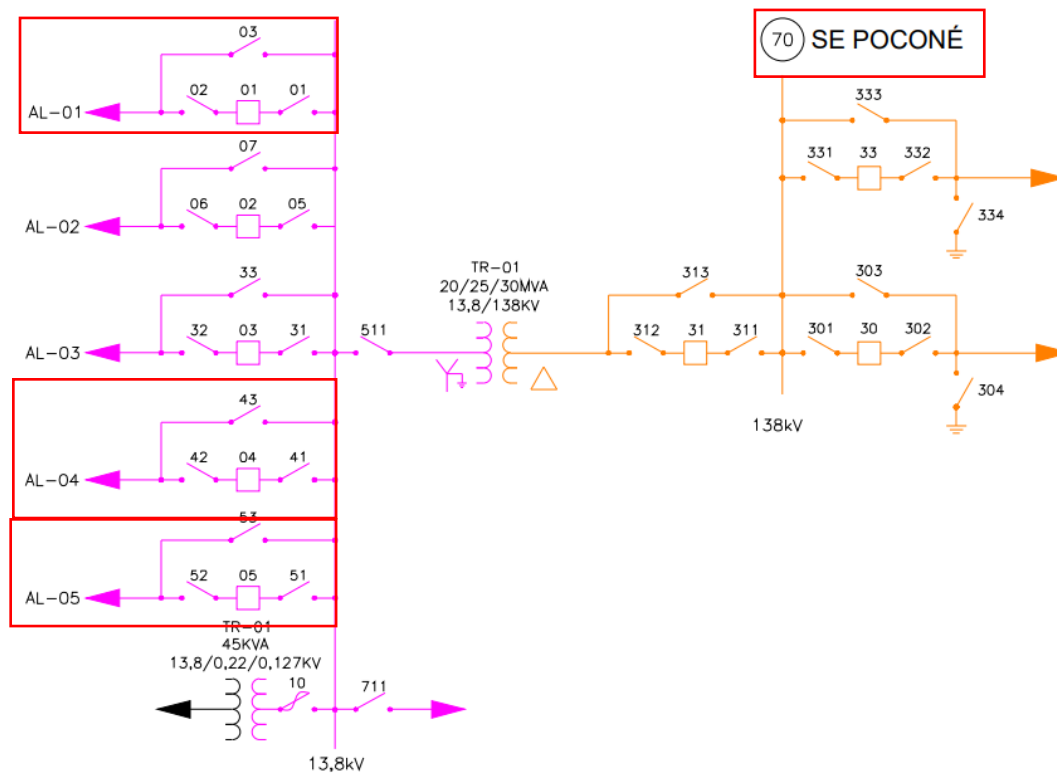 70 SE POCONÉ
03
02 01 01
AL-01
07
06 02 05
AL-02
33
32 03 31
AL-03
43
42 04 41
AL-04
53
52 05 51
AL-05
TR-01
45KVA
13,8/0,22/0,127KV
10
711
13,8kV
511
TR-01
20/25/30MVA
13,8/138KV
313
312 31 311
333
331 33 332
334
303
301 30 302
304
138kV